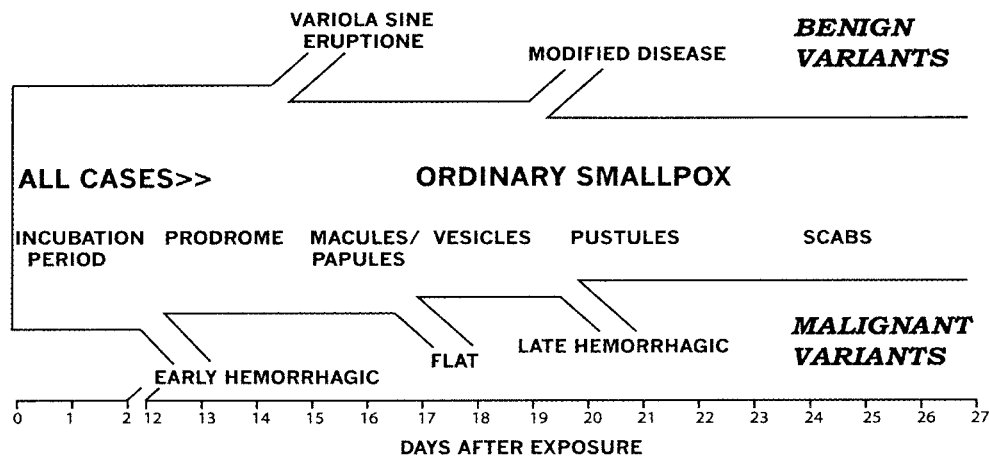 VARIOLA SINE
ERUPTIONE
MODIFIED DISEASE
BENIGN
VARIANTS
ALL CASES>>
ORDINARY SMALLPOX
INCUBATION
PERIOD
PRODROME
MACULES/
PAPULES
VESICLES
PUSTULES
SCABS
EARLY HEMORRHAGIC
FLAT
LATE HEMORRHAGIC
MALIGNANT
VARIANTS
0 1 2 12 13 14 15 16 17 18 19 20 21 22 23 24 25 26 27
DAYS AFTER EXPOSURE